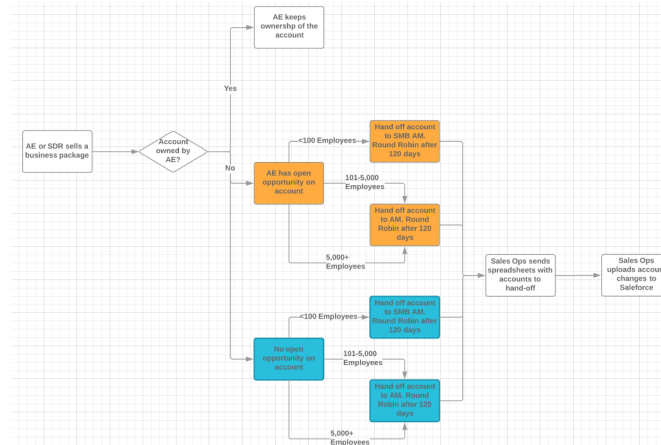 AE keeps
ownershp of the
account
Yes
AE or SDR sells a
business package
Account
owned by
AE?
No
AE has open
opportunity on
account
<100 Employees
Hand off account
to SMB AM.
Round Robin after
120 days
101-5,000
Employees
Hand off account
to AM. Round
Robin after 120
days
5,000+
Employees
Sales Ops sends
spreadsheets with
accounts to
hand-off
Sales Ops
uploads account
changes to
Saleforce
No open
opportunity on
account
<100 Employees
Hand off account
to SMB AM.
Round Robin after
120 days
101-5,000
Employees
Hand off account
to AM. Round
Robin after 120
days
5,000+
Employees